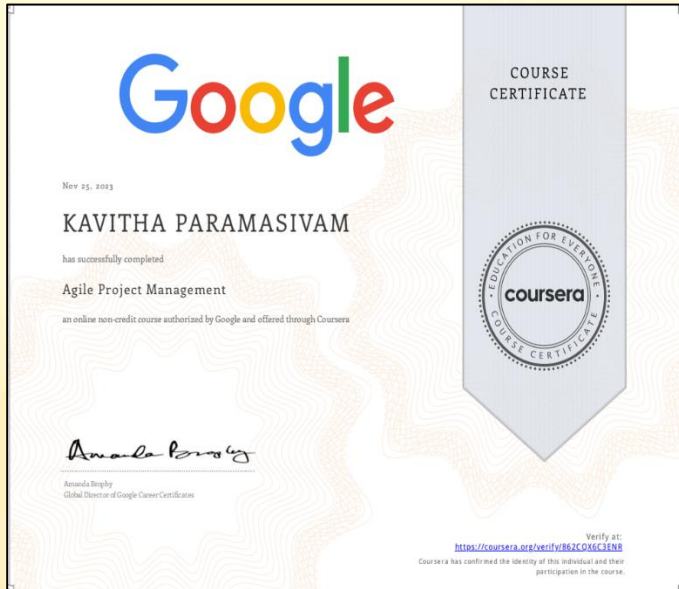 Google
COURSE
CERTIFICATE
Nov 25, 2023
KAVITHA PARAMASIVAM
has successfully completed
Agile Project Management
an online non-credit course authorized by Google and offered through Coursera
EDUCATION FOR EVERYONE
coursera
COURSE CERTIFICATE
Amanda Brophy
Amanda Brophy
Global Director of Google Career Certificates
Verify at:
https://coursera.org/verify/B62CQX6C3ENR
Coursera has confirmed the identity of this individual and their
participation in the course.